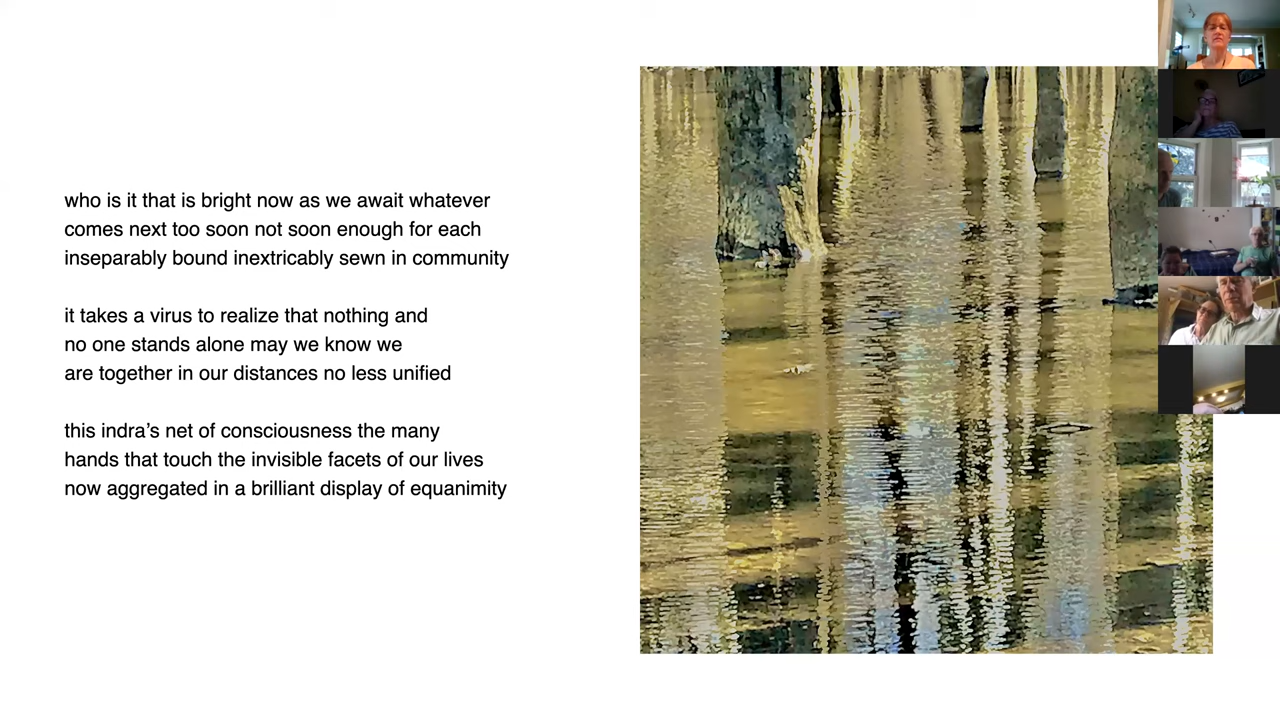 who is it that is bright now as we await whatever
comes next too soon not soon enough for each
inseparably bound inextricably sewn in community
it takes a virus to realize that nothing and
no one stands alone may we know we
are together in our distances no less unified
this indra’s net of consciousness the many
hands that touch the invisible facets of our lives
now aggregated in a brilliant display of equanimity